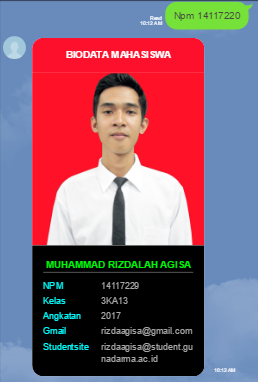 Npm 14117220
Read
10:13 AM
BIODATA MAHASISWA
MUHAMMAD RIZDALAH AGISA
NPM 14117229
Kelas 3KA13
Angkatan 2017
Gmail rizdaagisa@gmail.com
Studentsite rizdaagisa@student.gu
nadarma.ac.id
10:13 AM